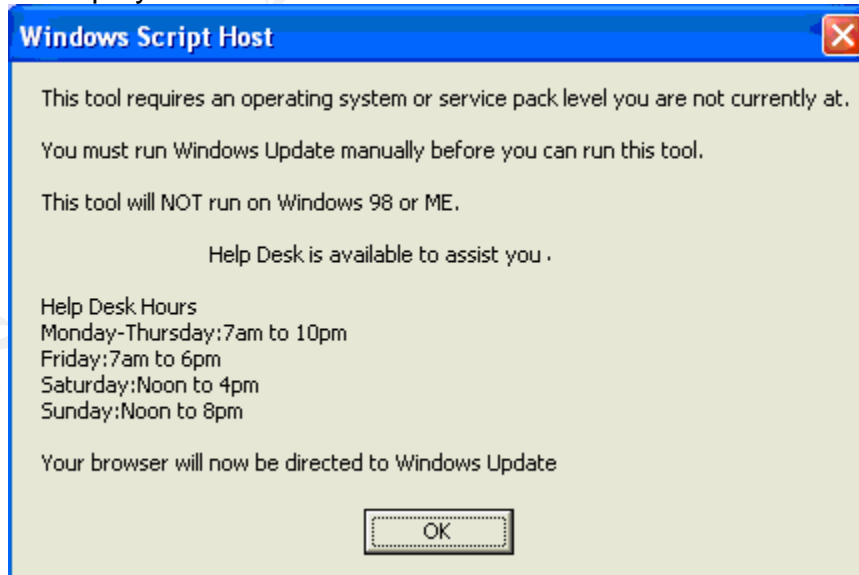 Windows Script Host
This tool requires an operating system or service pack level you are not currently at.
You must run Windows Update manually before you can run this tool.
This tool will NOT run on Windows 98 or ME.
Help Desk is available to assist you .
Help Desk Hours
Monday-Thursday:7am to 10pm
Friday:7am to 6pm
Saturday:Noon to 4pm
Sunday:Noon to 8pm
Your browser will now be directed to Windows Update
OK